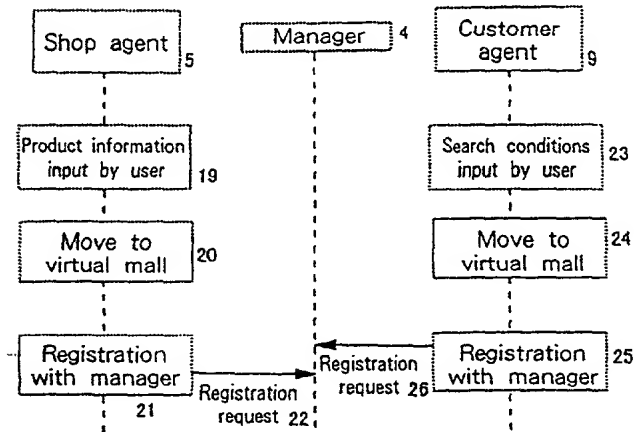 Shop agent
5
Manager
4
Customer
agent
9
Product information
input by user
19
Search conditions
input by user
23
Move to
virtual mall
20
Move to
virtual mall
24
Registration
with manager
21
Registration
request 22
Registration
request 26
Registration
with manager
25